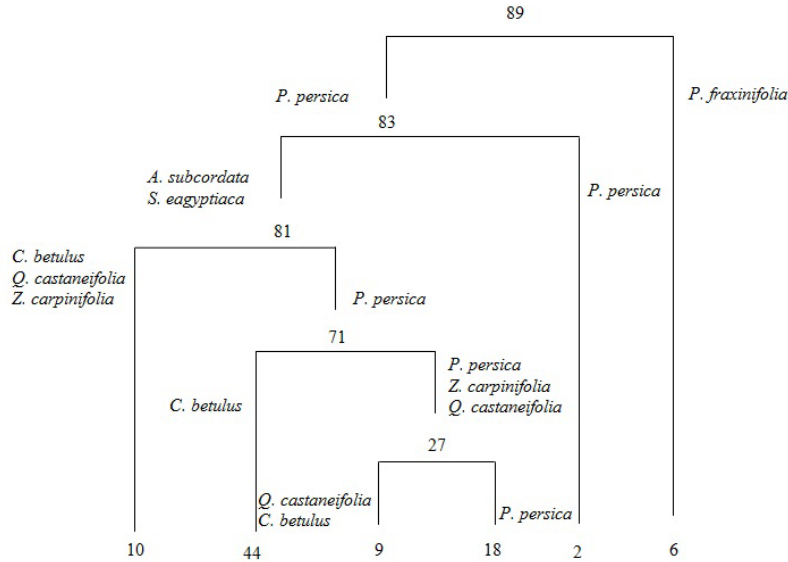 89
P. persica
P. fraxinifolia
83
A. subcordata
S. eagyptiaca
P. persica
81
C. betulus
Q. castaneifolia
Z. carpinifolia
P. persica
71
P. persica
Z. carpinifolia
Q. castaneifolia
C. betulus
27
Q. castaneifolia
C. betulus
P. persica
10
44
9
18
2
6